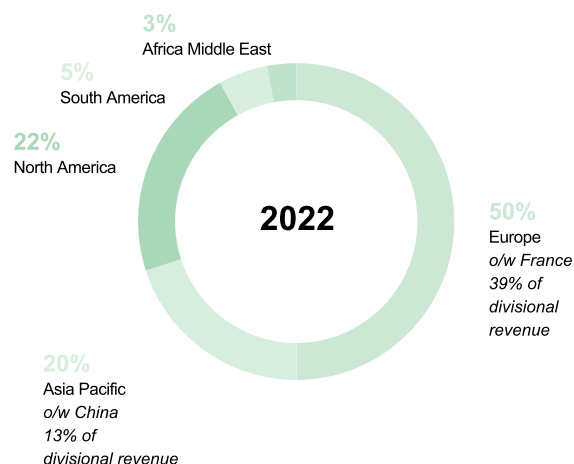 3%
Africa Middle East
5%
South America
22%
North America
2022
50%
Europe
o/w France
39% of
divisional
revenue
20%
Asia Pacific
o/w China
13% of
divisional revenue